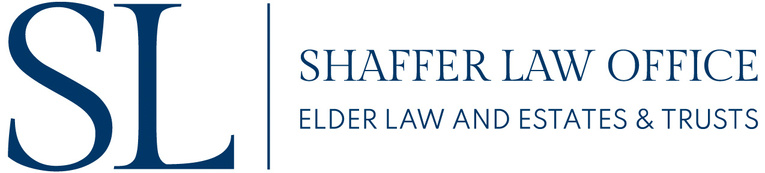 SL
SHAFFER LAW OFFICE
ELDER LAW AND ESTATES & TRUSTS